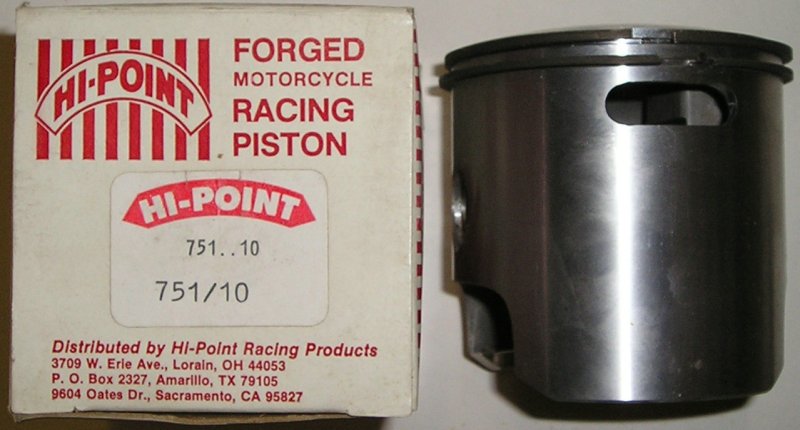 HI-POINT
FORGED
MOTORCYCLE
RACING
PISTON
HI-POINT
751..10
751/10
Distributed by Hi-Point Racing Products
3709 W. Erie Ave., Lorain, OH 44053
P. O. Box 2327, Amarillo, TX 79105
9604 Oates Dr., Sacramento, CA 95827